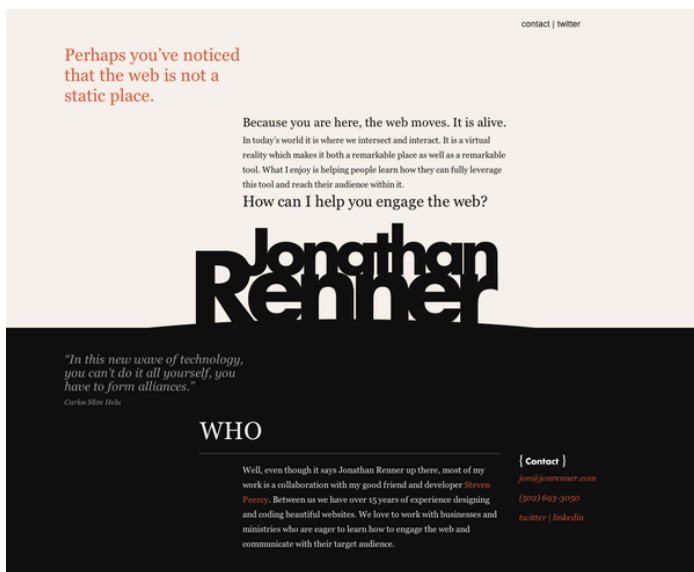 contact | twitter
Perhaps you've noticed
that the web is not a
static place.
Because you are here, the web moves. It is alive.
In today's world it is where we intersect and interact. It is a virtual
reality which makes it both a remarkable place as well as a remarkable
tool. What I enjoy is helping people learn how they can fully leverage
this tool and reach their audience within it.
How can I help you engage the web?
Jonathan
Renner
“In this new wave of technology,
you can't do it all yourself, you
have to form alliances.”
Carlos Slim Helu
WHO
Well, even though it says Jonathan Renner up there, most of my
work is a collaboration with my good friend and developer Steven
Peercy. Between us we have over 15 years of experience designing
and coding beautiful websites. We love to work with businesses and
ministries who are eager to learn how to engage the web and
communicate with their target audience.
{ Contact }
jon@jonrenner.com
(502) 693-3050
twitter | linkedin